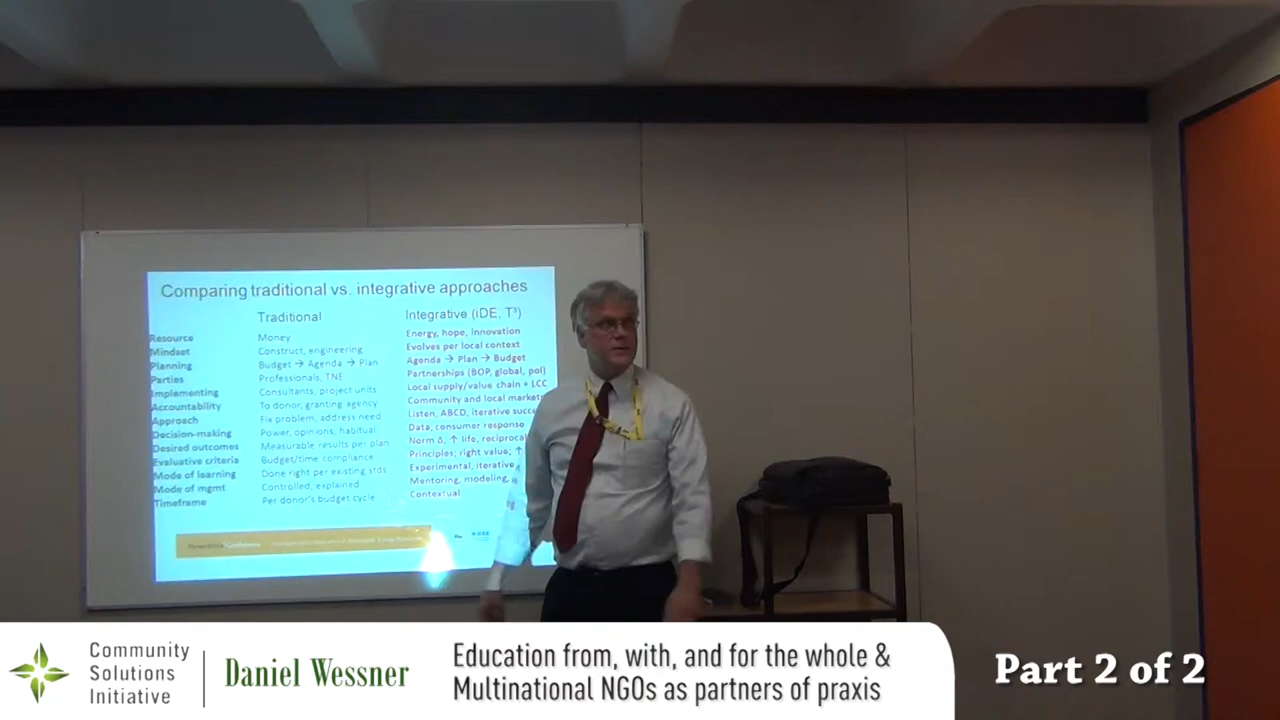 Comparing traditional vs. integrative approaches
Traditional Integrative (iDE, T³)
Resource Money Energy, hope, innovation
Mindset Construct, engineering Evolves per local context
Planning Budget → Agenda → Plan Agenda → Plan → Budget
Parties Professionals, TNE Partnerships (BOP, global, pol)
Implementing Consultants, project units Local supply/value chain + LCC
Accountability To donor, granting agency Community and local markets
Approach Fix problem, address need Listen, ABCD, iterative
Decision-making Power, opinions, habitual Data, consumer response
Desired outcomes Measurable results per plan Norm Δ, ↑ life,
Evaluative criteria Budget/time compliance Principles; right value; ↑
Mode of learning Done right per existing stds Experimental, iterative
Mode of mgmt Controlled, explained Mentoring, modeling,
Timeframe Per donor's budget cycle Contextual
Community
Solutions
Initiative
Daniel Wessner
Education from, with, and for the whole &
Multinational NGOs as partners of praxis
Part 2 of 2